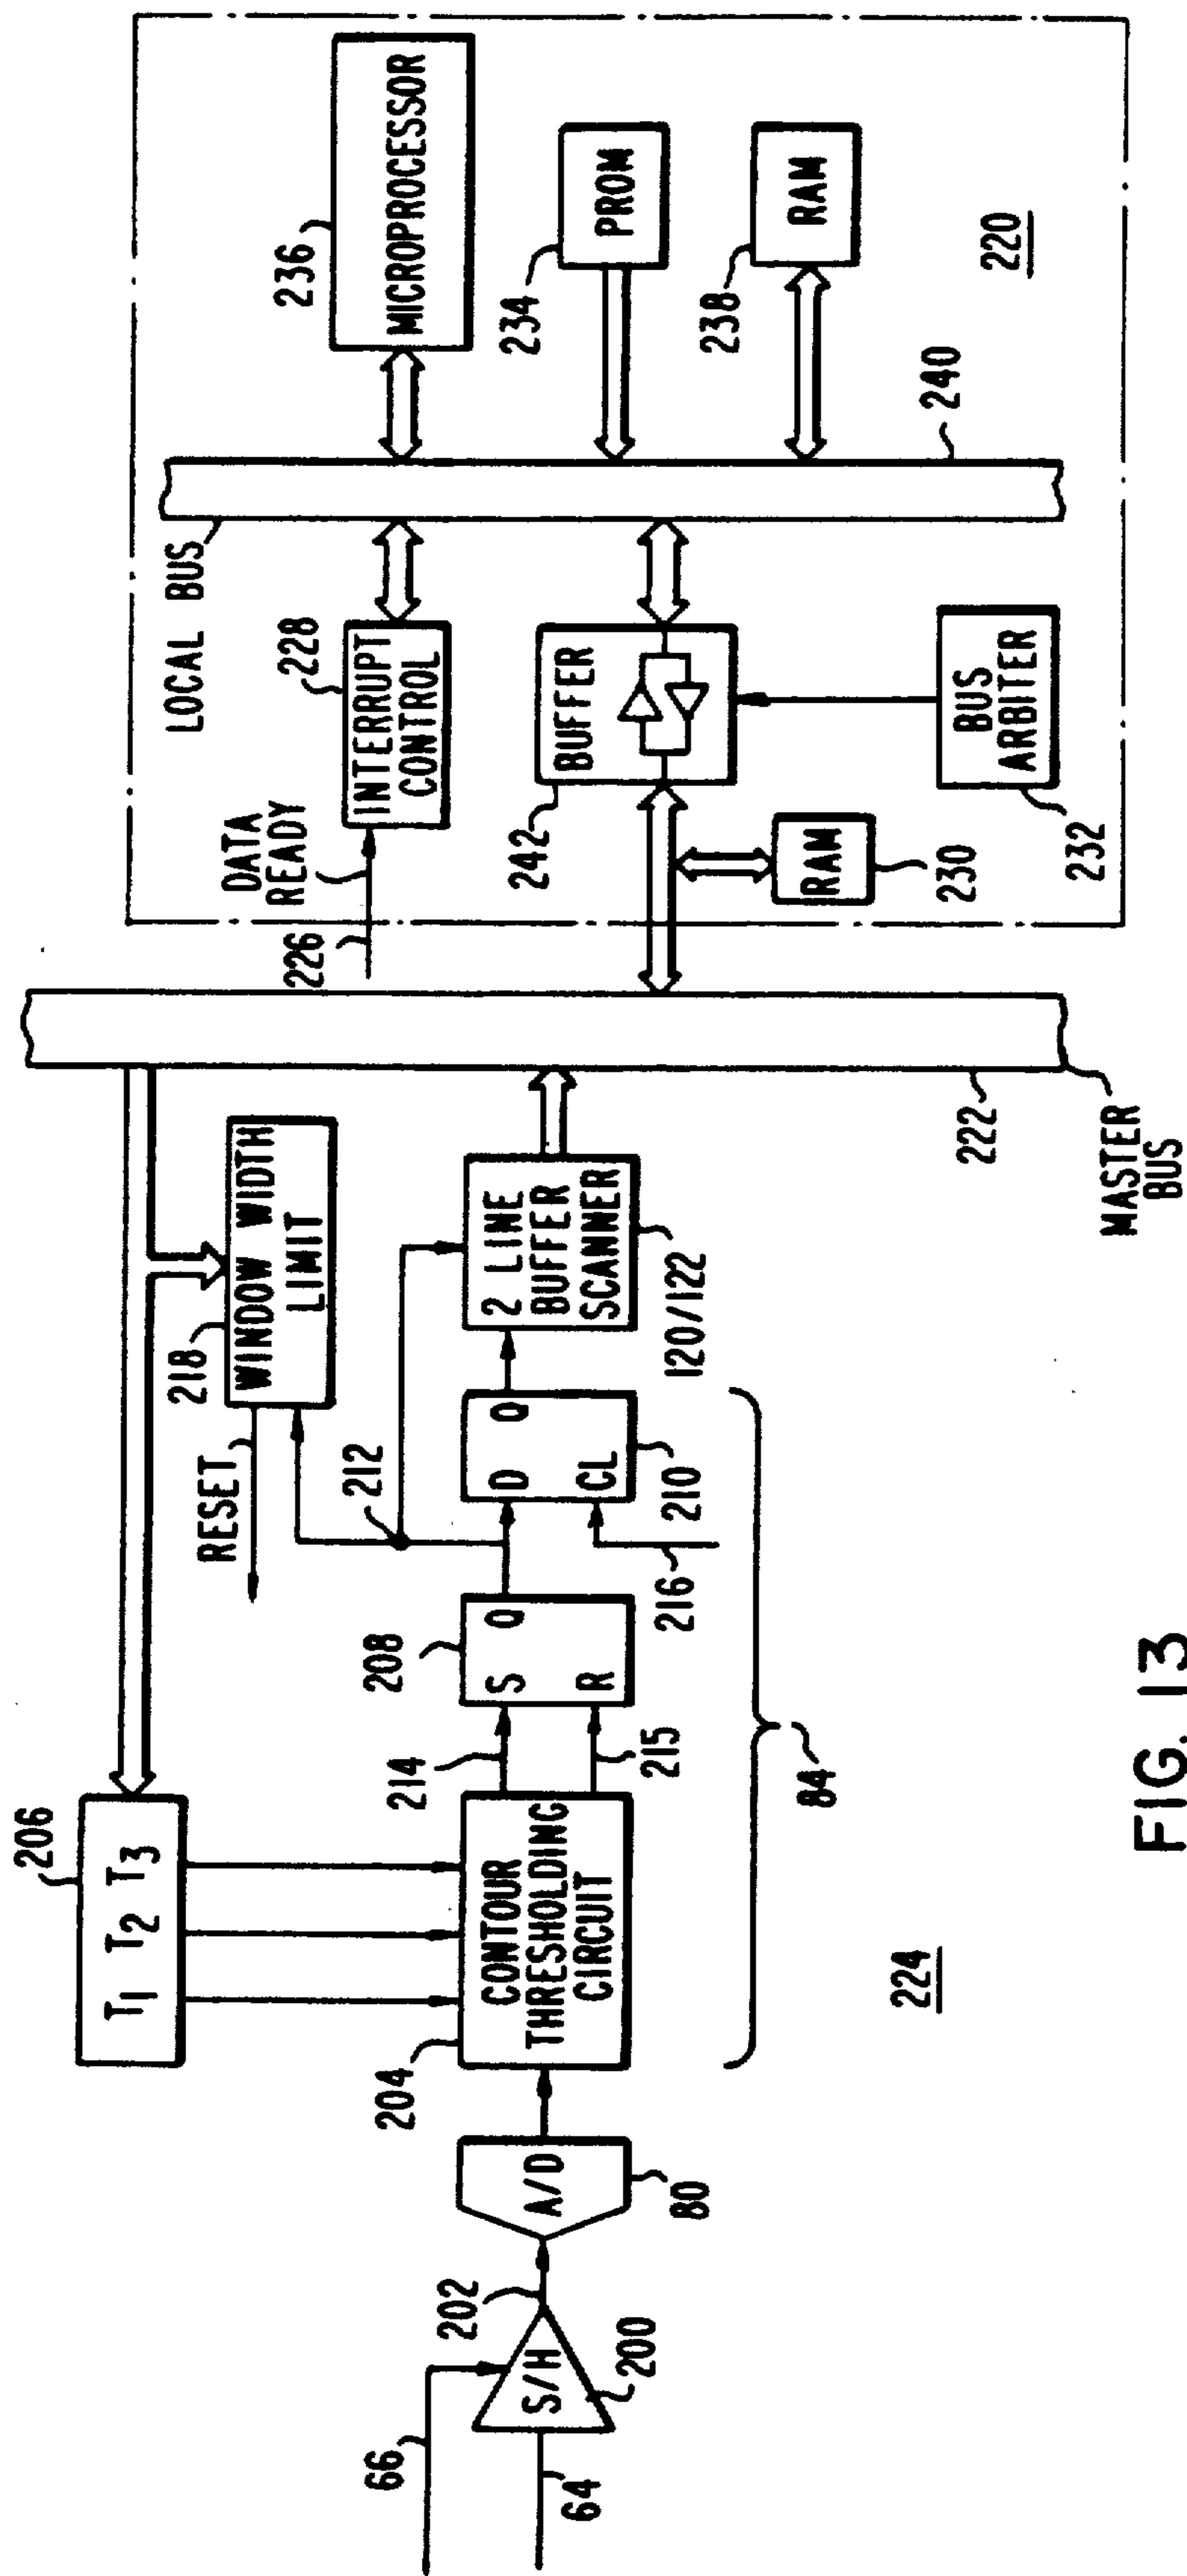 66
64
S/H
200
202
A/D
80
206
T1 T2 T3
204
CONTOUR
THRESHOLDING
CIRCUIT
214
215
208
S Q
R
212
D Q
CL
210
216
84
224
RESET
218
WINDOW WIDTH
LIMIT
2 LINE
BUFFER
SCANNER
120/122
222
MASTER
BUS
226
DATA
READY
228
INTERRUPT
CONTROL
LOCAL BUS
242
BUFFER
RAM
230
BUS
ARBITER
232
240
236
MICROPROCESSOR
234
PROM
238
RAM
220
FIG. 13